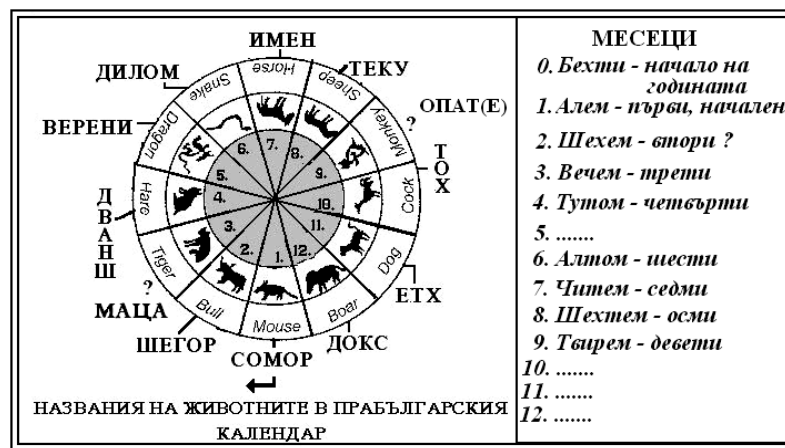 ИМЕН
ДИЛОМ
ТЕКУ
ВЕРЕНИ
? ОПАТ(Е)
ДВАНШ
ТОХ
? МАЦА
ЕТХ
ШЕГОР
ДОКС
СОМОР
Horse
Sheep
Monkey
Cock
Dog
Boar
Mouse
Bull
Tiger
Hare
Dragon
Snake
7.
8.
9.
10.
11.
12.
1.
2.
3.
4.
5.
6.
НАЗВАНИЯ НА ЖИВОТНИТЕ В ПРАБЪЛГАРСКИЯ
КАЛЕНДАР
МЕСЕЦИ
0. Бехти - начало на
годината
1. Алем - първи, начален
2. Шехем - втори ?
3. Вечем - трети
4. Тутом - четвърти
5. .......
6. Алтом - шести
7. Читем - седми
8. Шехтем - осми
9. Твирем - девети
10. .......
11. .......
12. .......